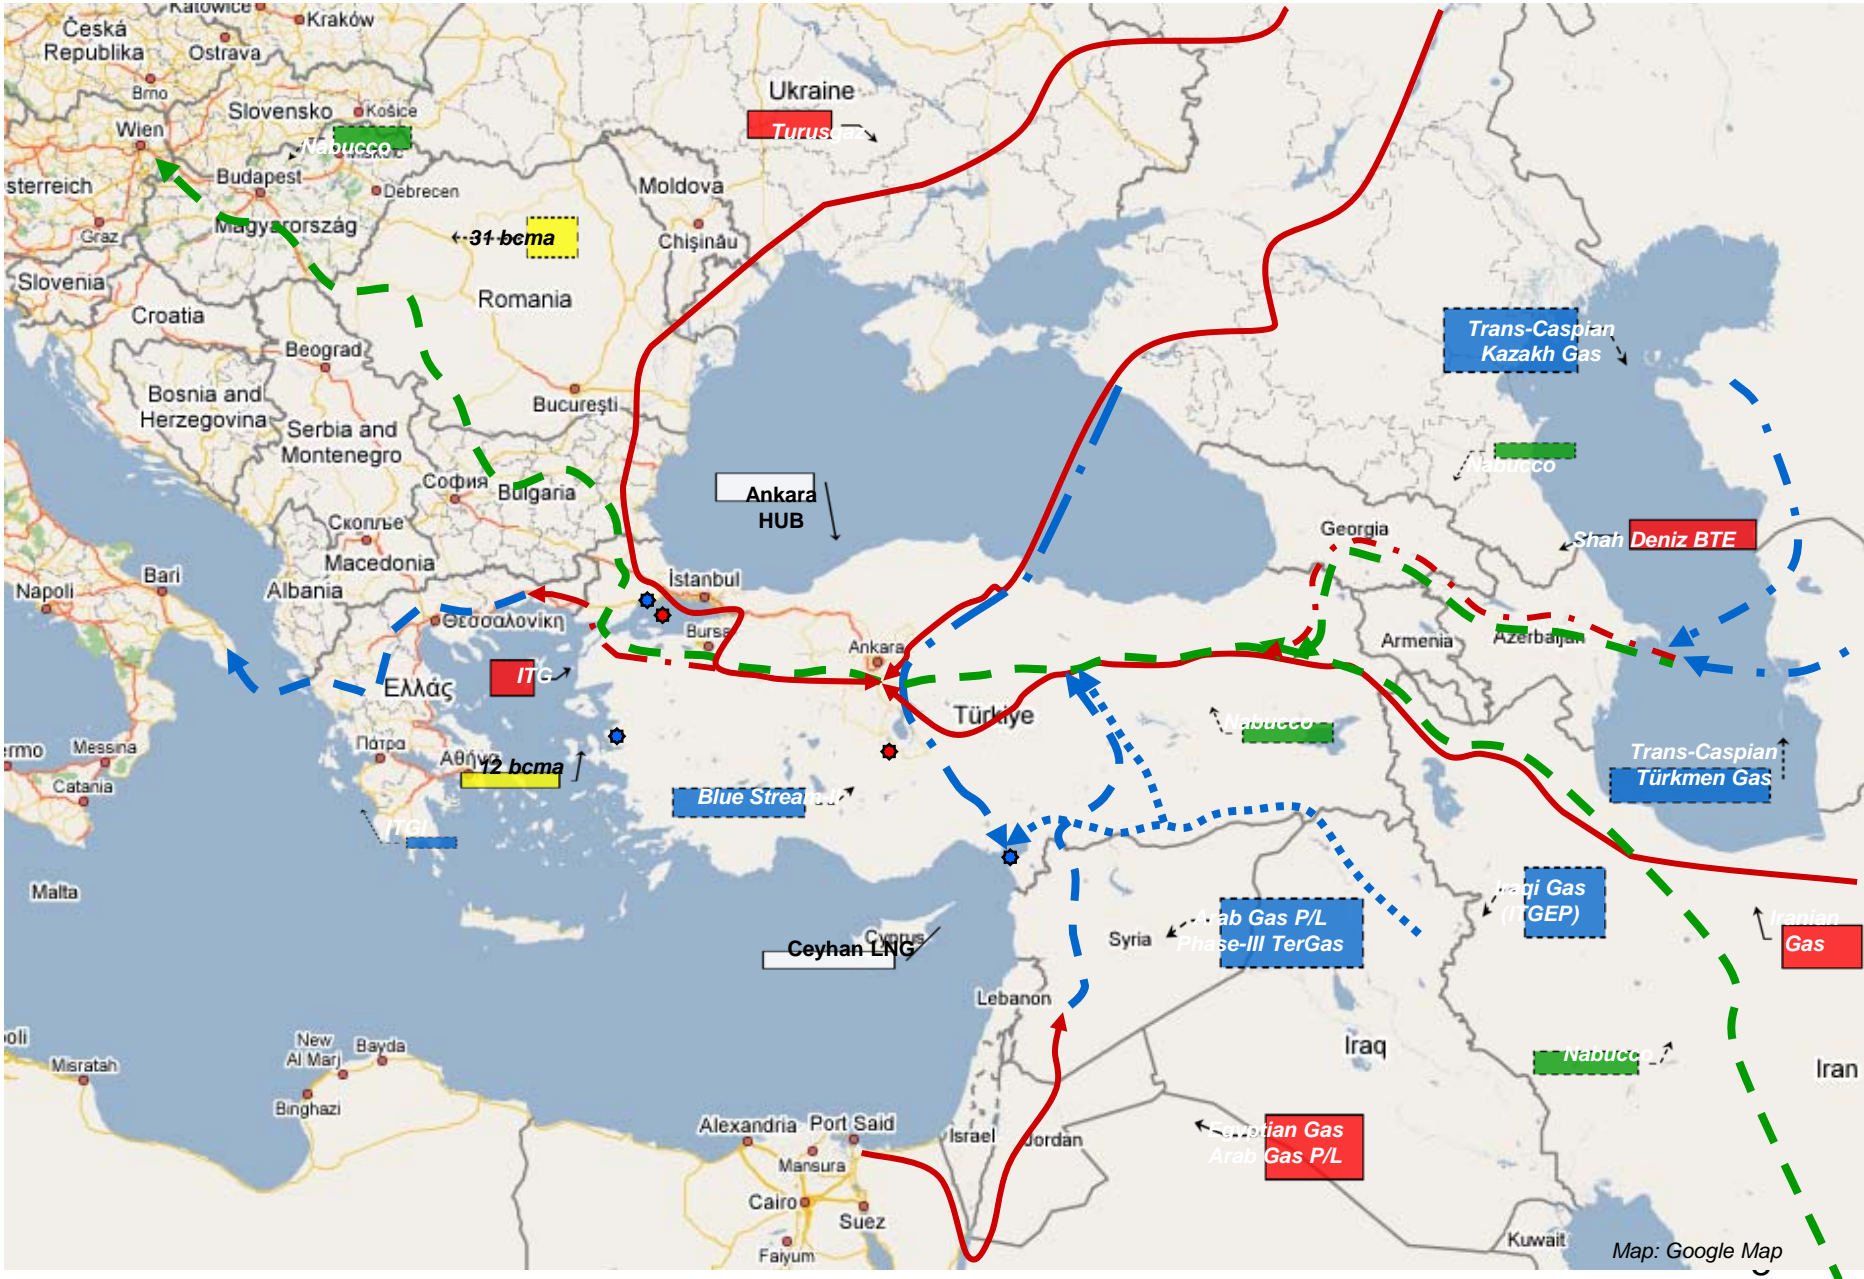 Katowice
Kraków
Česká
Republika
Ostrava
Brno
Slovensko
Košice
Wien
Nabucco
Budapest
Debrecen
sterreich
Magyarország
Graz
Slovenia
Croatia
31 bcma
Romania
Moldova
Chişinău
Ukraine
Turusgaz
Beograd
Bosnia and
Herzegovina
Serbia and
Montenegro
Bucureşti
София
Bulgaria
Скопље
Macedonia
Albania
Napoli
Bari
Θεσσαλονίκη
İstanbul
Bursa
Ankara
HUB
Ankara
Georgia
Armenia
Azerbaijan
Trans-Caspian
Kazakh Gas
Nabucco
Shah Deniz BTE
ITG
Ελλάς
Türkiye
Nabucco
Trans-Caspian
Türkmen Gas
ermo
Messina
Catania
Πάτρα
Αθήνα
12 bcma
Blue Stream-II
ITGI
Malta
Iraqi Gas
(ITGEP)
Arab Gas P/L
Phase-III TerGas
Iranian
Gas
Cyprus
Ceyhan LNG
Syria
Lebanon
Iraq
Nabucco
Iran
oli
Misratah
New
Al Marj
Bayda
Binghazi
Alexandria
Port Said
Israel
Jordan
Egyptian Gas
Arab Gas P/L
Mansura
Cairo
Suez
Faiyum
Kuwait
Map: Google Map